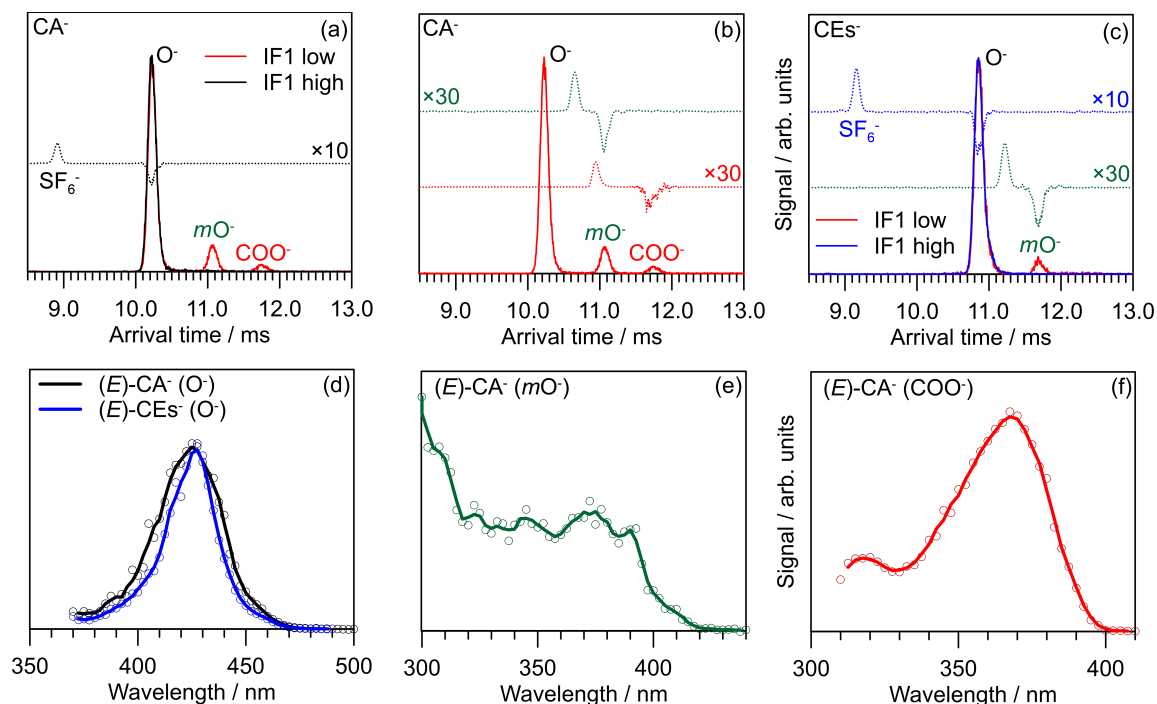 CA⁻
(a)
O⁻
IF1 low
IF1 high
×10
SF₆⁻
mO⁻
COO⁻
9.0 10.0 11.0 12.0 13.0
Arrival time / ms
CA⁻
(b)
O⁻
×30
×30
mO⁻
COO⁻
9.0 10.0 11.0 12.0 13.0
Arrival time / ms
Signal / arb. units
CEs⁻
(c)
O⁻
×10
SF₆⁻
×30
IF1 low
IF1 high
mO⁻
9.0 10.0 11.0 12.0 13.0
Arrival time / ms
(E)-CA⁻ (O⁻)
(E)-CEs⁻ (O⁻)
(d)
350 400 450 500
Wavelength / nm
(E)-CA⁻ (mO⁻)
(e)
300 400
Wavelength / nm
Signal / arb. units
(E)-CA⁻ (COO⁻)
(f)
300 350 400
Wavelength / nm